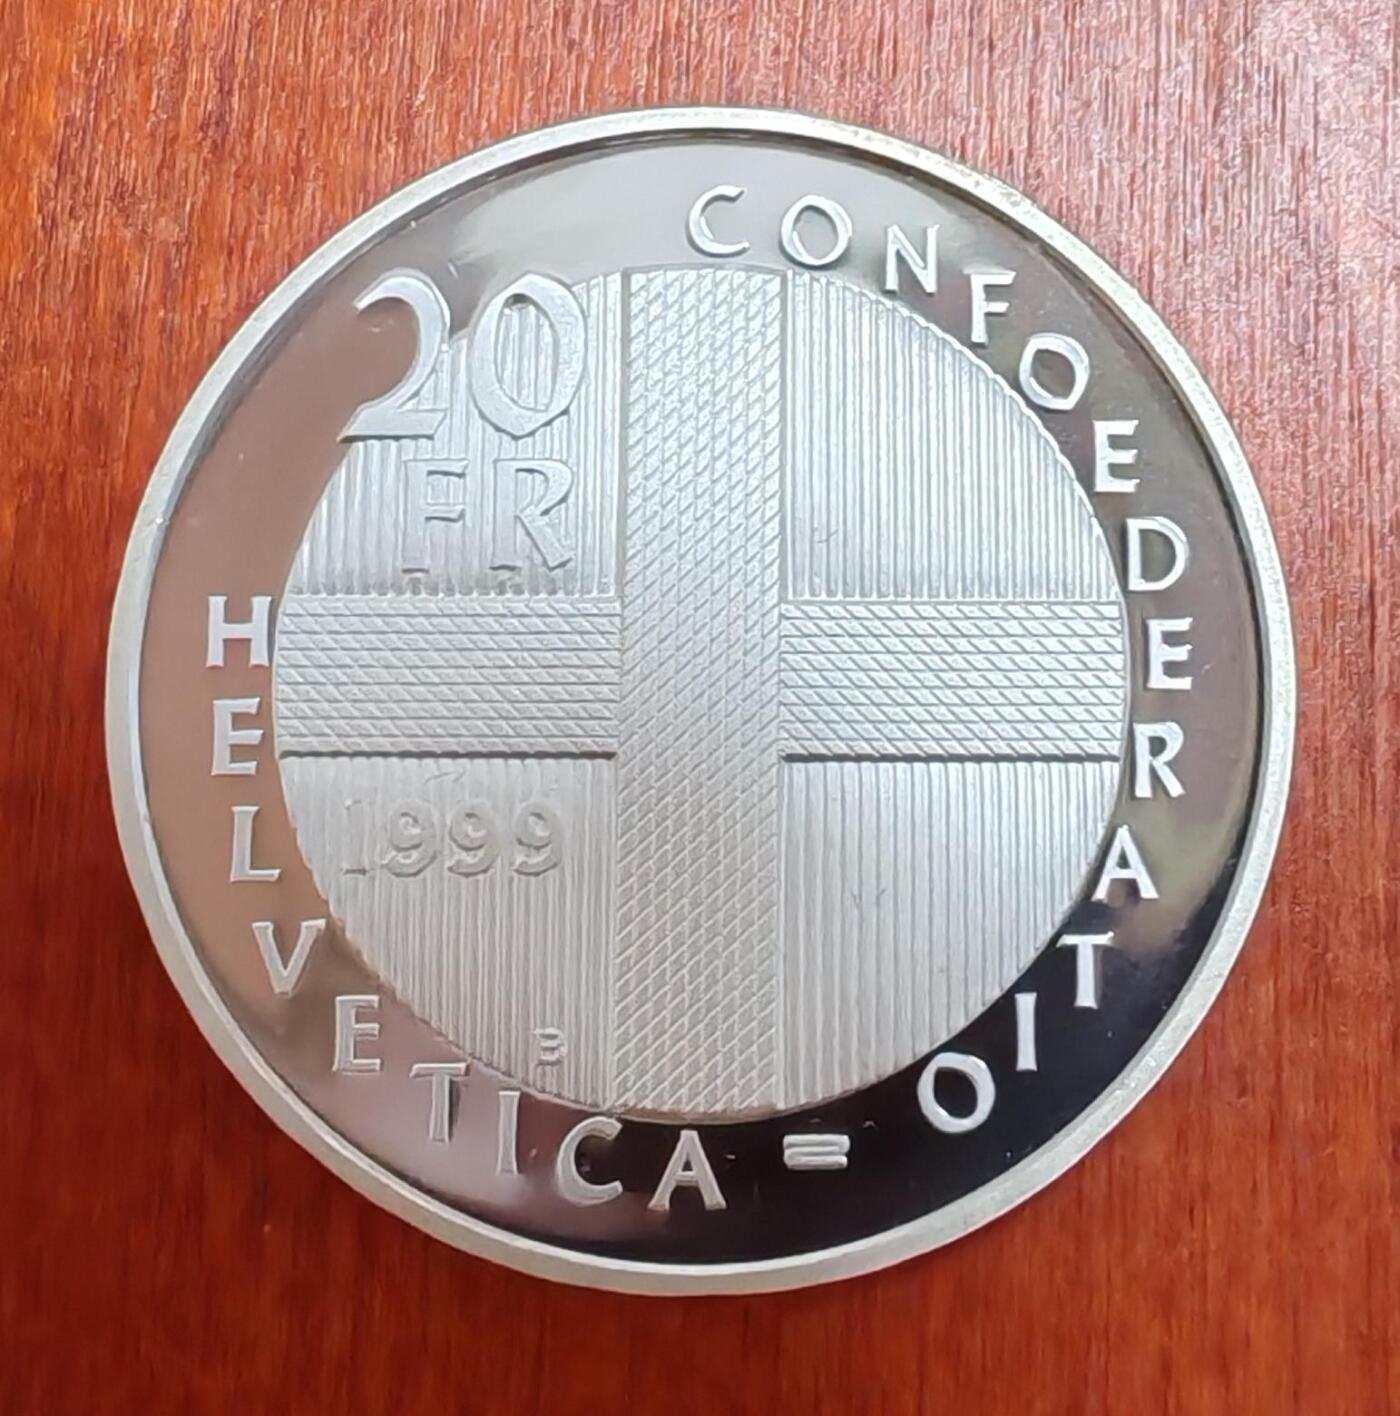 20
FR
1999
B
CONFOEDERATIO = HELVETICA